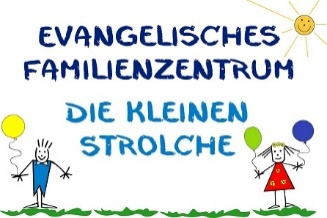 EVANGELISCHES
FAMILIENZENTRUM
DIE KLEINEN
STROLCHE